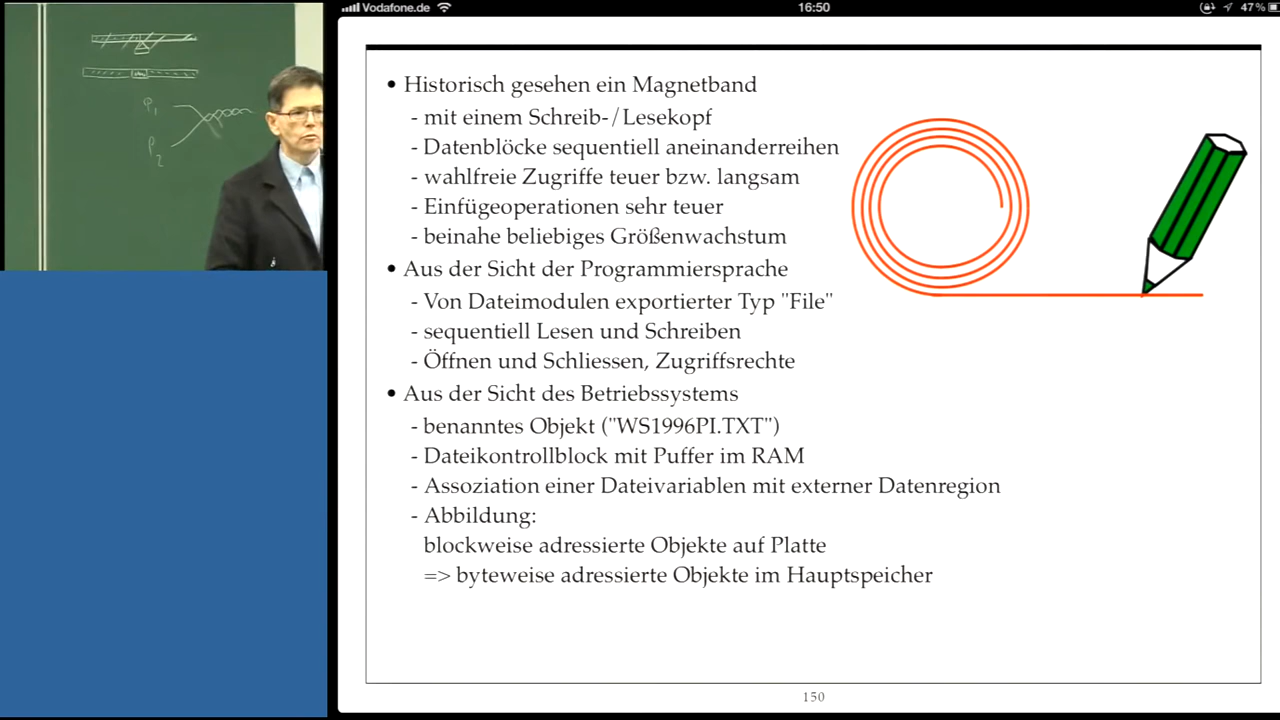 Vodafone.de
16:50
47%
P1
P2
• Historisch gesehen ein Magnetband
- mit einem Schreib-/Lesekopf
- Datenblöcke sequentiell aneinanderreihen
- wahlfreie Zugriffe teuer bzw. langsam
- Einfügeoperationen sehr teuer
- beinahe beliebiges Größenwachstum
• Aus der Sicht der Programmiersprache
- Von Dateimodulen exportierter Typ "File"
- sequentiell Lesen und Schreiben
- Öffnen und Schliessen, Zugriffsrechte
• Aus der Sicht des Betriebssystems
- benanntes Objekt ("WS1996PI.TXT")
- Dateikontrollblock mit Puffer im RAM
- Assoziation einer Dateivariablen mit externer Datenregion
- Abbildung:
blockweise adressierte Objekte auf Platte
=> byteweise adressierte Objekte im Hauptspeicher
150